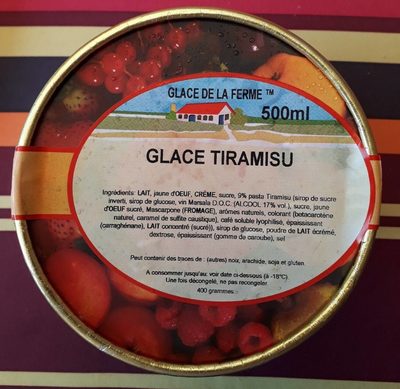 GLACE DE LA FERME ™
500ml
GLACE TIRAMISU
Ingrédients: LAIT, jaune d'OEUF, CRÈME, sucre, 9% pasta Tiramisu (sirop de sucre
inverti, sirop de glucose, vin Marsala D.O.C. (ALCOOL 17% vol.), sucre, jaune
d'OEUF sucré, Mascarpone (FROMAGE), arômes naturels, colorant (betacarotène
naturel, caramel de sulfite caustique), café soluble lyophilisé, épaississant
(carraghénane), LAIT concentré (sucré)), sirop de glucose, poudre de LAIT écrémé,
dextrose, épaississant (gomme de caroube), sel
Peut contenir des traces de : (autres) noix, arachide, soja et gluten.
A consommer jusqu'au: voir date ci-dessous (à -18°C).
Une fois décongelé, ne pas recongeler.
400 grammes